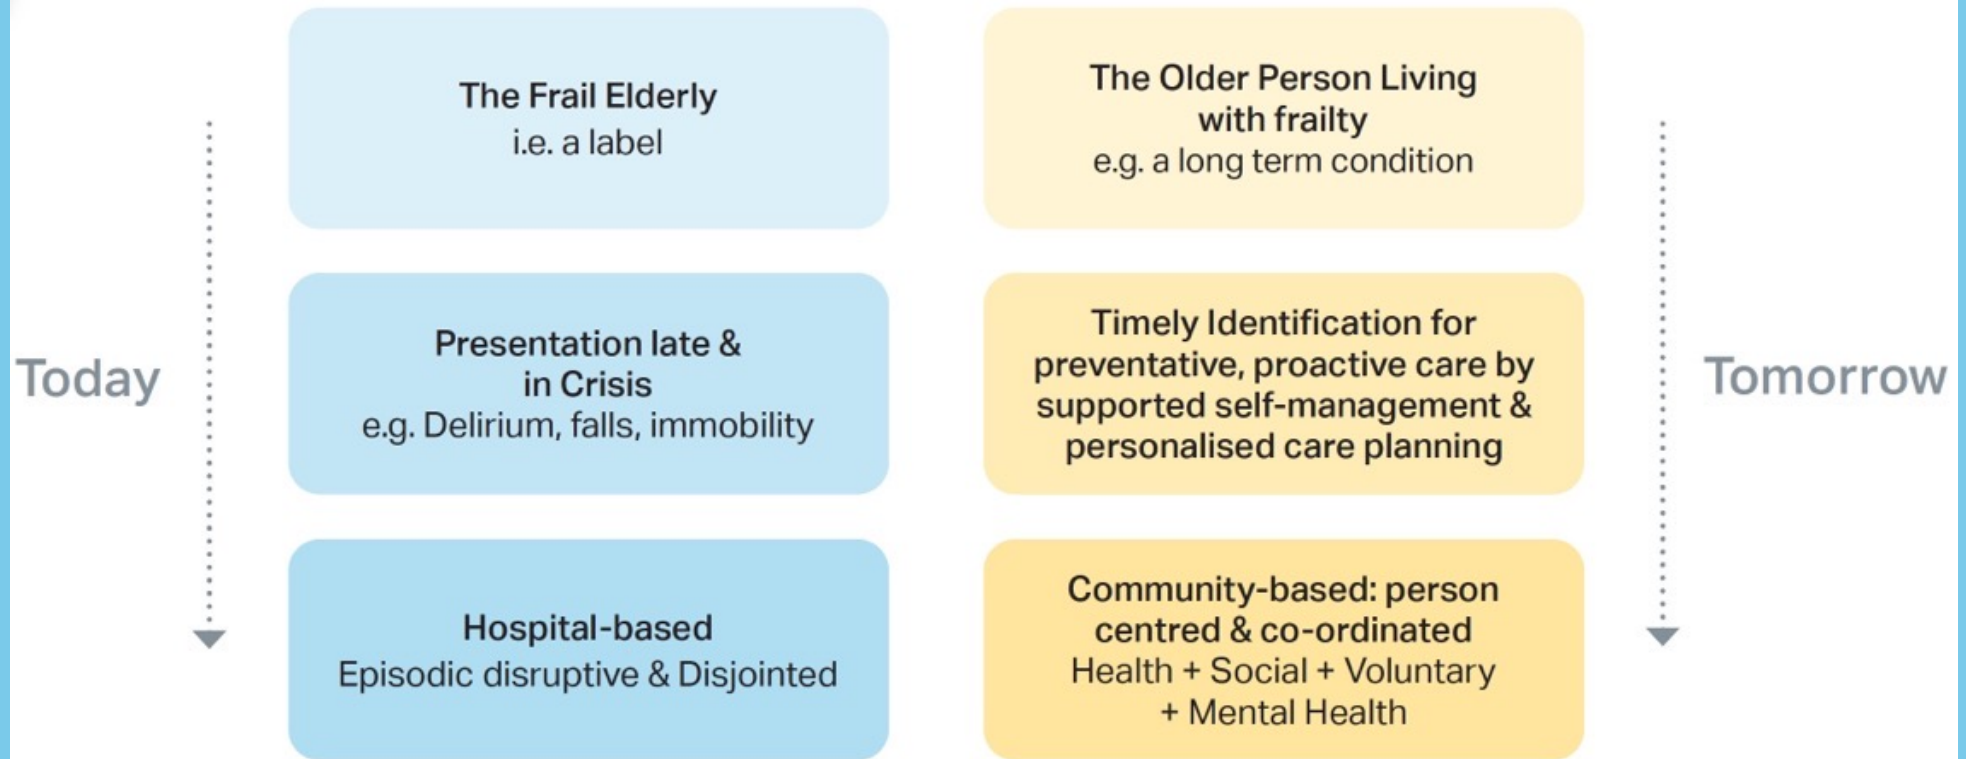 Today
The Frail Elderly
i.e. a label
Presentation late &
in Crisis
e.g. Delirium, falls, immobility
Hospital-based
Episodic disruptive & Disjointed
The Older Person Living
with frailty
e.g. a long term condition
Timely Identification for
preventative, proactive care by
supported self-management &
personalised care planning
Community-based: person
centred & co-ordinated
Health + Social + Voluntary
+ Mental Health
Tomorrow